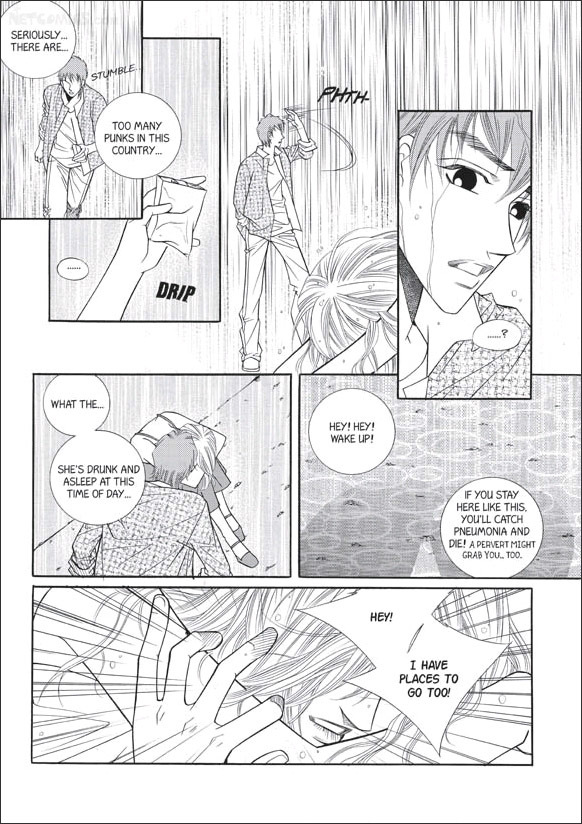 NETCOMICS
SERIOUSLY...
THERE ARE...
STUMBLE...
TOO MANY
PUNKS IN THIS
COUNTRY...
PHTH-
......
DRIP
......?
WHAT THE...
SHE'S DRUNK AND
ASLEEP AT THIS
TIME OF DAY...
HEY! HEY!
WAKE UP!
IF YOU STAY
HERE LIKE THIS,
YOU'LL CATCH
PNEUMONIA AND
DIE! A PERVERT MIGHT
GRAB YOU... TOO.
HEY!
I HAVE
PLACES TO
GO TOO!